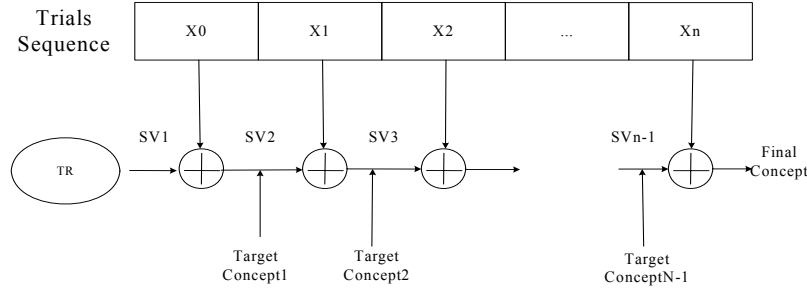 Trials
Sequence
X0 X1 X2 ... Xn
SV1 SV2 SV3 SVn-1
TR
Final
Concept
Target
Concept1
Target
Concept2
Target
ConceptN-1